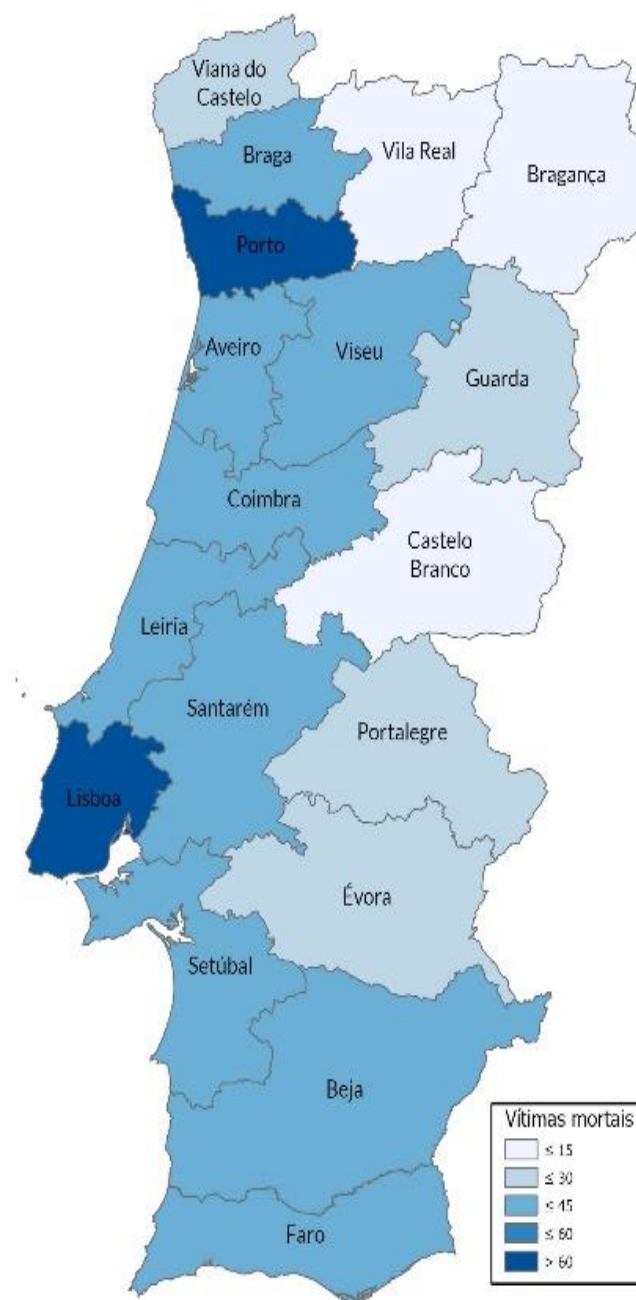 Viana do
Castelo
Braga
Vila Real
Bragança
Porto
Aveiro
Viseu
Guarda
Coimbra
Castelo
Branco
Leiria
Santarém
Portalegre
Lisboa
Évora
Setúbal
Beja
Faro
Vítimas mortais
≤ 15
≤ 30
≤ 45
≤ 60
> 60